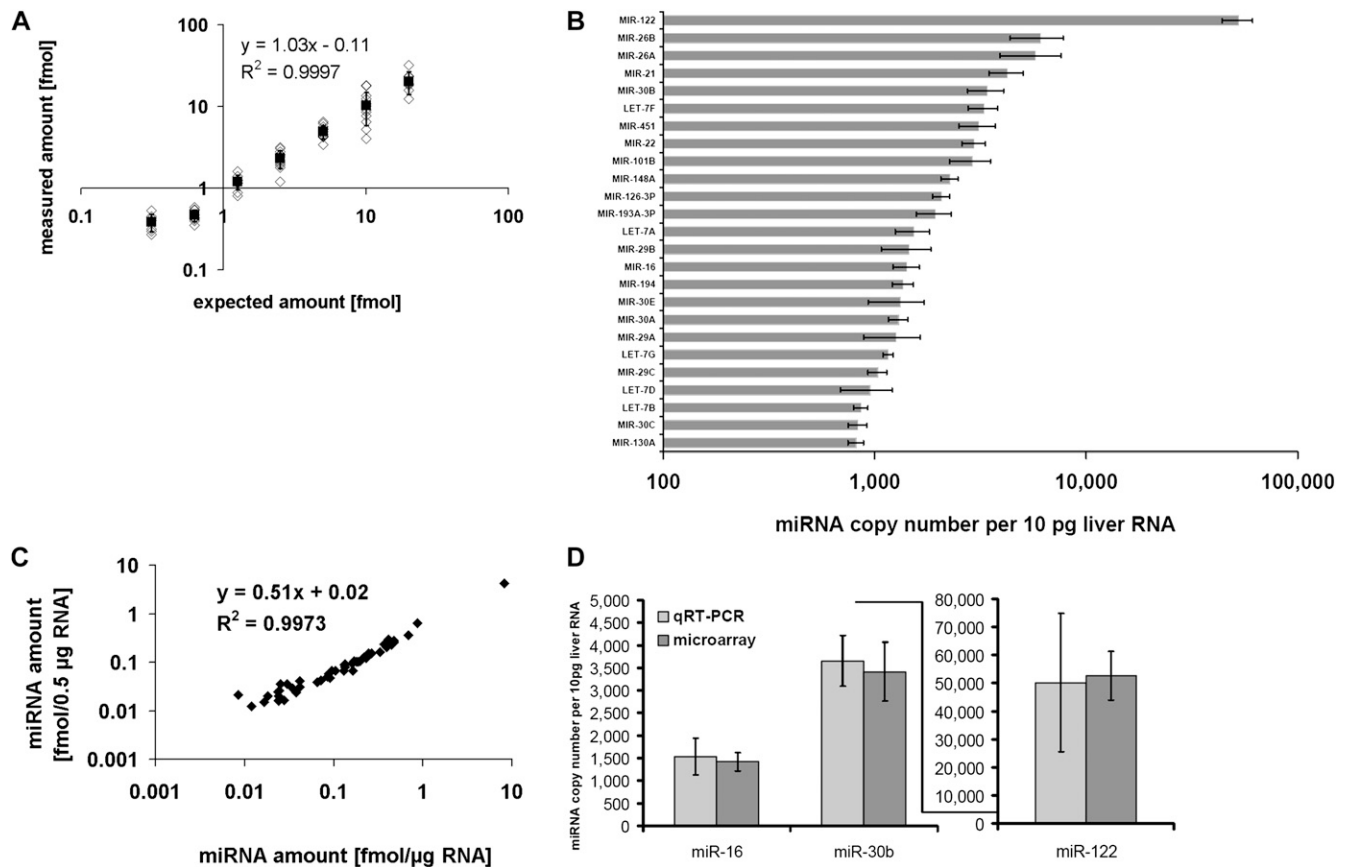 A
measured amount [fmol]
100
10
1
0.1
y = 1.03x - 0.11
R² = 0.9997
0.1
1
10
100
expected amount [fmol]
B
MIR-122
MIR-26B
MIR-26A
MIR-21
MIR-30B
LET-7F
MIR-451
MIR-22
MIR-101B
MIR-148A
MIR-126-3P
MIR-193A-3P
LET-7A
MIR-29B
MIR-16
MIR-194
MIR-30E
MIR-30A
MIR-29A
LET-7G
MIR-29C
LET-7D
LET-7B
MIR-30C
MIR-130A
100
1,000
10,000
100,000
miRNA copy number per 10 pg liver RNA
C
miRNA amount
[fmol/0.5 µg RNA]
10
1
0.1
0.01
0.001
y = 0.51x + 0.02
R² = 0.9973
0.001
0.01
0.1
1
10
miRNA amount [fmol/µg RNA]
D
miRNA copy number per 10pg liver RNA
5,000
4,500
4,000
3,500
3,000
2,500
2,000
1,500
1,000
500
0
qRT-PCR
microarray
miR-16
miR-30b
80,000
70,000
60,000
50,000
40,000
30,000
20,000
10,000
0
miR-122